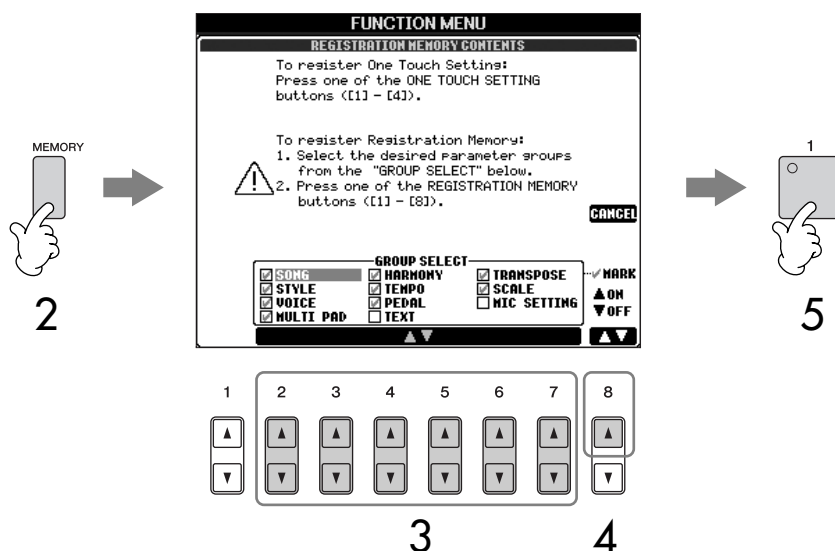 FUNCTION MENU
REGISTRATION MEMORY CONTENTS
To register One Touch Setting:
Press one of the ONE TOUCH SETTING
buttons ([1] - [4]).
To register Registration Memory:
1. Select the desired parameter groups
from the "GROUP SELECT" below.
2. Press one of the REGISTRATION MEMORY
buttons ([1] - [8]).
CANCEL
GROUP SELECT
SONG HARMONY TRANSPOSE MARK
STYLE TEMPO SCALE ▲ON
VOICE PEDAL MIC SETTING ▼OFF
MULTI PAD TEXT
▲▼ ▲▼
MEMORY
2
1
5
1 2 3 4 5 6 7 8
▲ ▲ ▲ ▲ ▲ ▲ ▲ ▲
▼ ▼ ▼ ▼ ▼ ▼ ▼ ▼
3 4